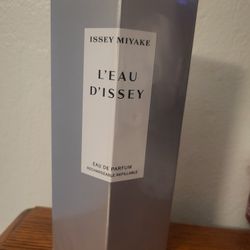 ISSEY MIYAKE
L'EAU
D'ISSEY
EAU DE PARFUM
RECHARGEABLE REFILLABLE